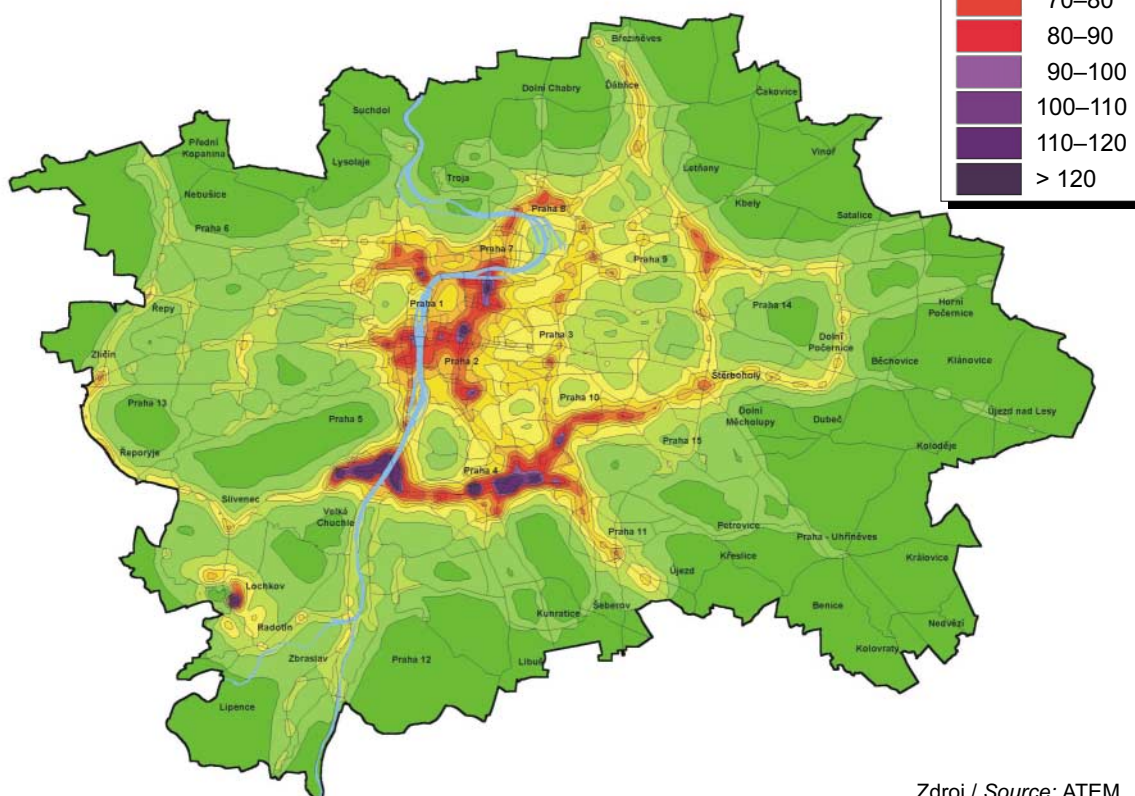 70–80
80–90
90–100
100–110
110–120
> 120
Březiněves
Ďáblice
Dolní Chabry
Čakovice
Suchdol
Přední
Kopanina
Lysolaje
Vinoř
Letňany
Troja
Nebušice
Kbely
Praha 8
Satalice
Praha 6
Praha 7
Praha 9
Praha 1
Praha 14
Horní
Počernice
Řepy
Praha 3
Dolní
Počernice
Zličín
Praha 2
Běchovice
Klánovice
Štěrboholy
Praha 13
Praha 10
Praha 5
Dolní
Měcholupy
Dubeč
Újezd nad Lesy
Praha 15
Koloděje
Řeporyje
Praha 4
Slivenec
Velká
Chuchle
Petrovice
Praha 11
Praha - Uhříněves
Křeslice
Královice
Újezd
Lochkov
Šeberov
Benice
Kunratice
Nedvězí
Radotín
Kolovraty
Zbraslav
Praha 12
Libuš
Lipence
Zdroj / Source: ATEM